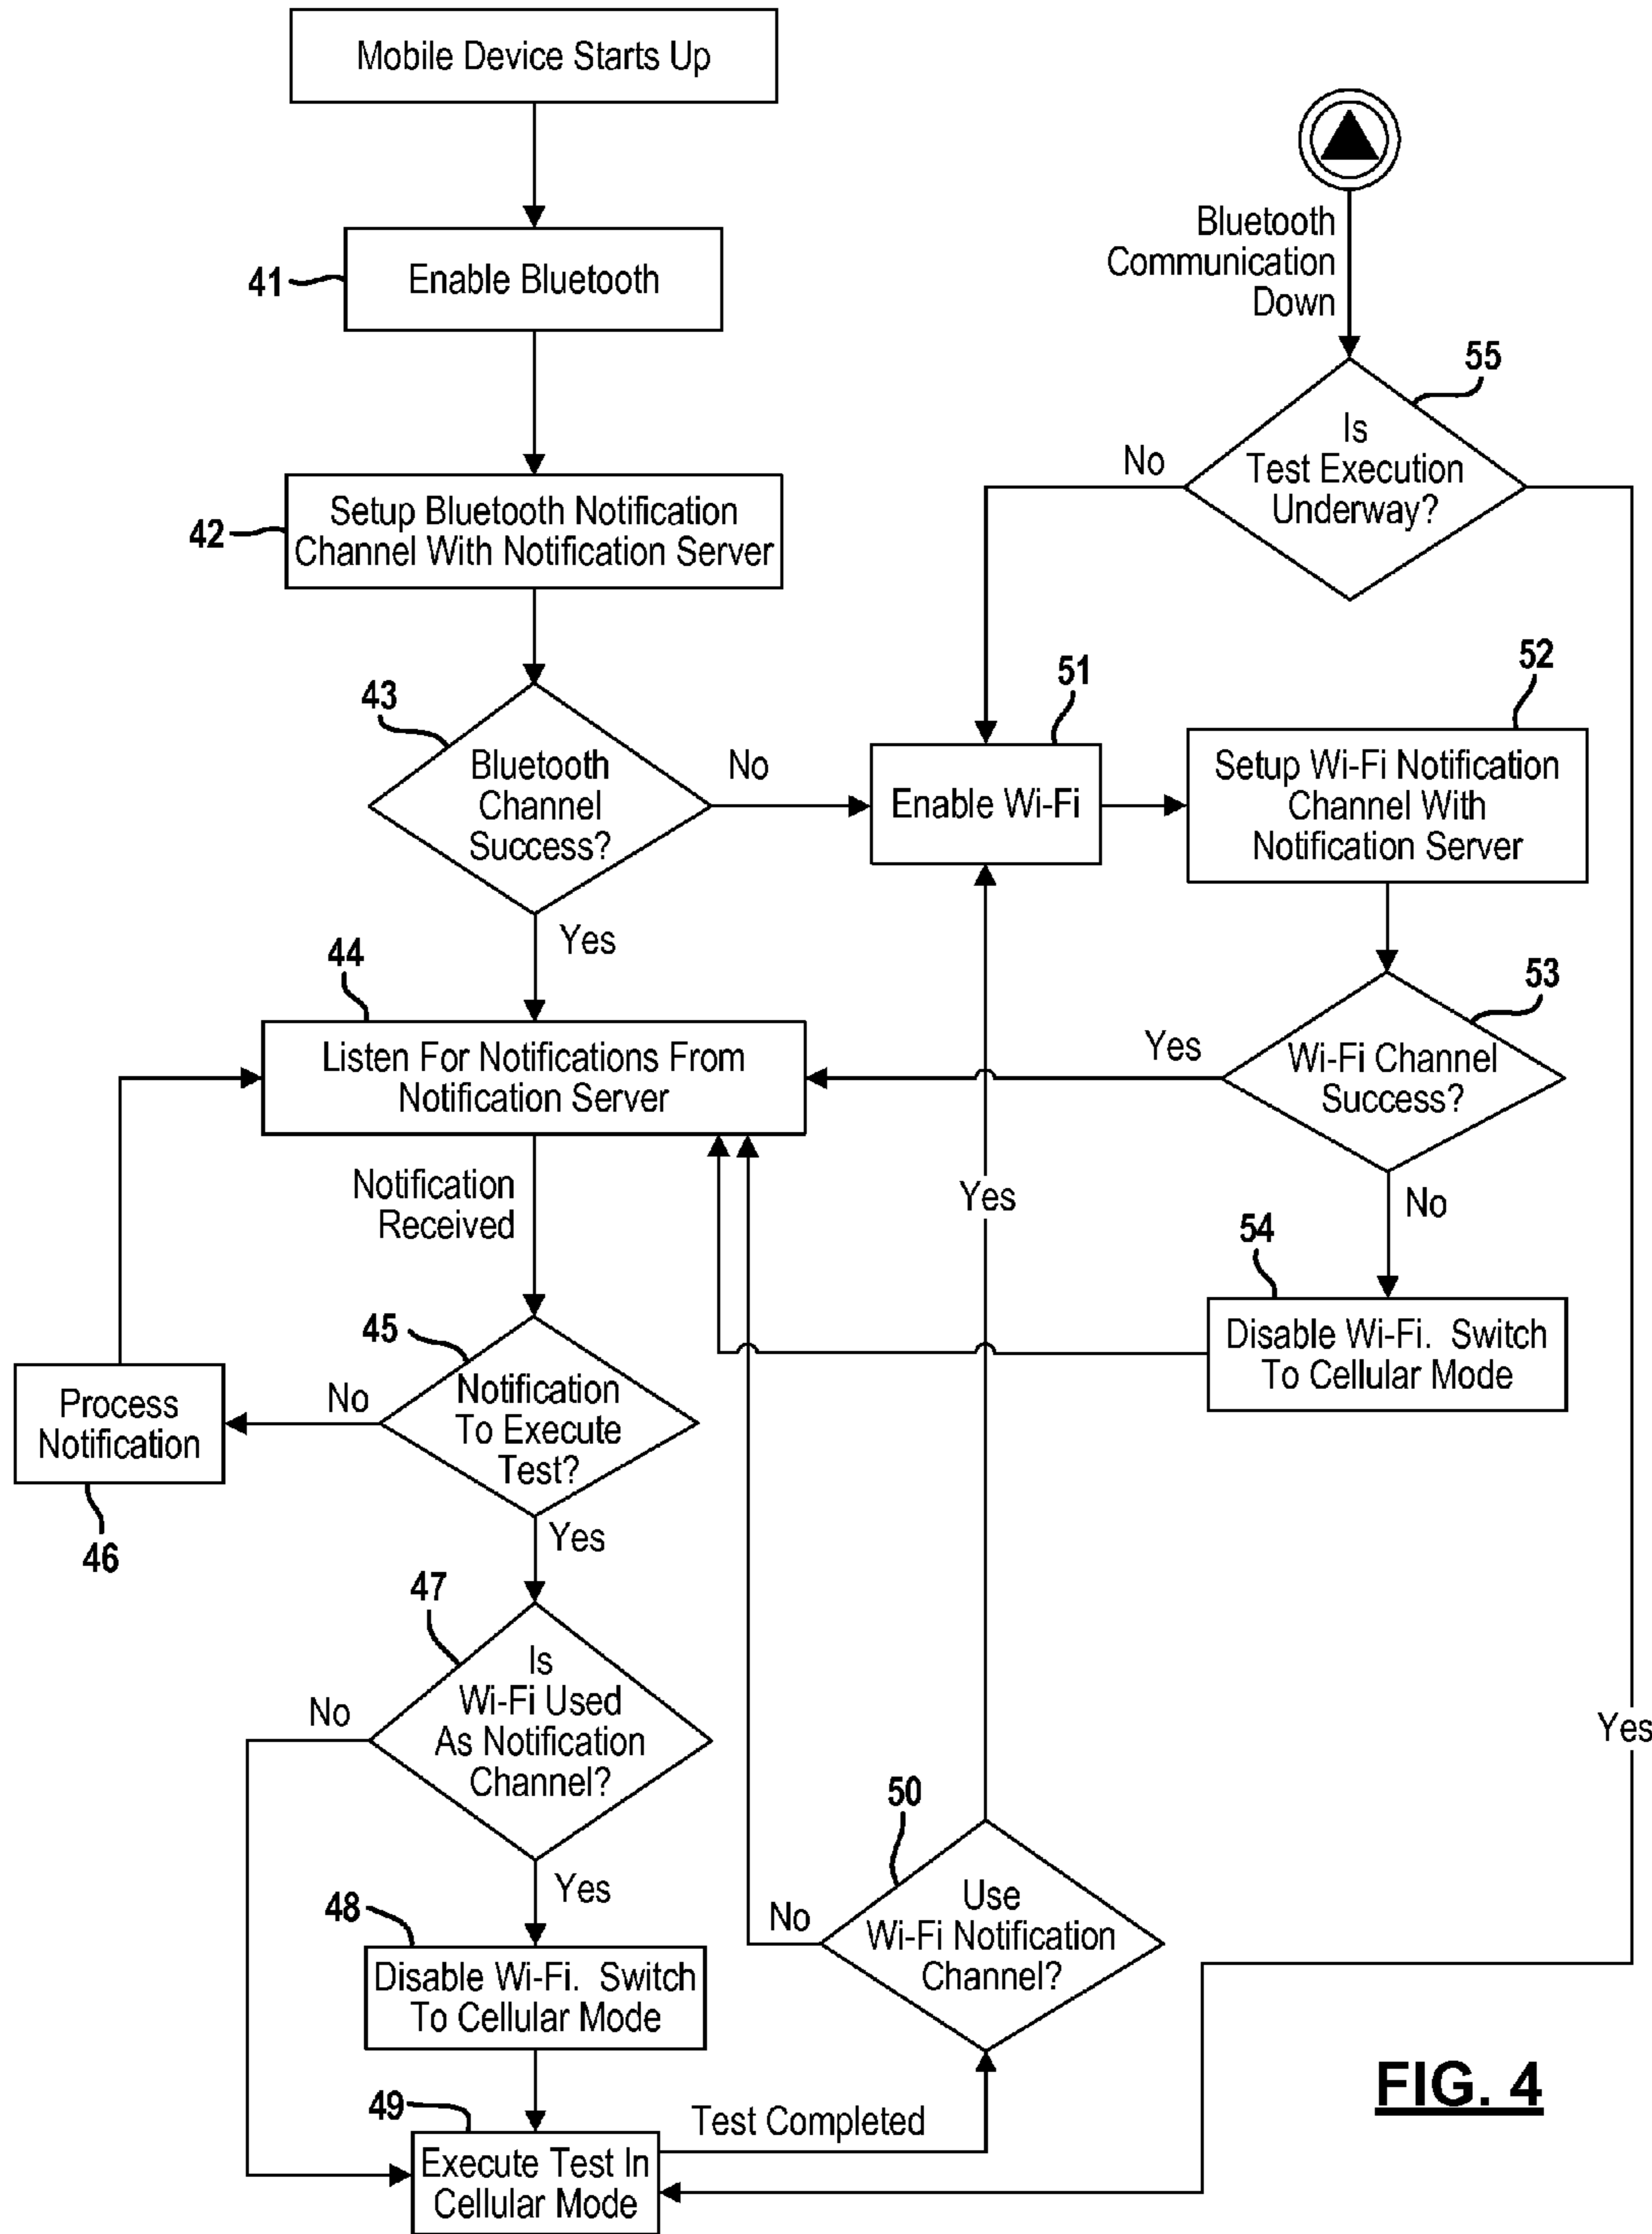 Mobile Device Starts Up
41
Enable Bluetooth
42
Setup Bluetooth Notification
Channel With Notification Server
43
Bluetooth
Channel
Success?
No
Yes
44
Listen For Notifications From
Notification Server
Notification
Received
45
Notification
To Execute
Test?
No
Process
Notification
46
Yes
47
Is
Wi-Fi Used
As Notification
Channel?
No
Yes
48
Disable Wi-Fi. Switch
To Cellular Mode
49
Execute Test In
Cellular Mode
Test Completed
50
Use
Wi-Fi Notification
Channel?
No
Yes
Bluetooth
Communication
Down
55
Is
Test Execution
Underway?
No
Yes
51
Enable Wi-Fi
52
Setup Wi-Fi Notification
Channel With
Notification Server
53
Wi-Fi Channel
Success?
Yes
No
54
Disable Wi-Fi. Switch
To Cellular Mode
FIG. 4